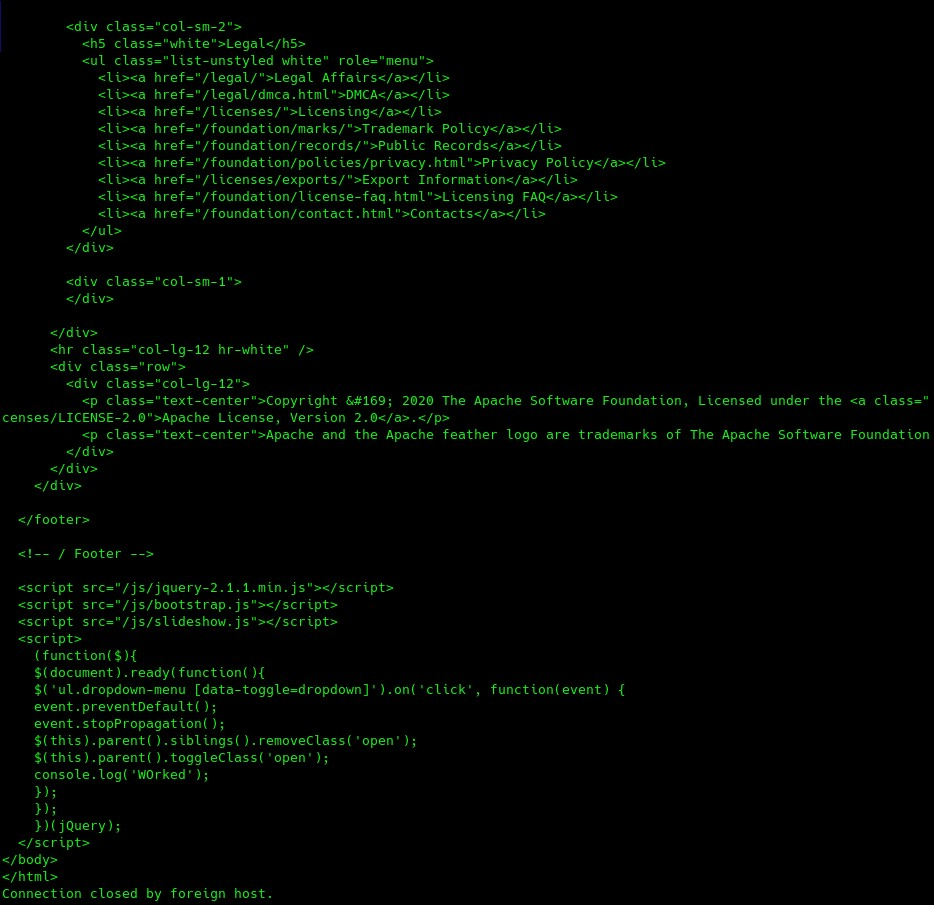 <div class="col-sm-2">
          <h5 class="white">Legal</h5>
          <ul class="list-unstyled white" role="menu">
            <li><a href="/legal/">Legal Affairs</a></li>
            <li><a href="/legal/dmca.html">DMCA</a></li>
            <li><a href="/licenses/">Licensing</a></li>
            <li><a href="/foundation/marks/">Trademark Policy</a></li>
            <li><a href="/foundation/records/">Public Records</a></li>
            <li><a href="/foundation/policies/privacy.html">Privacy Policy</a></li>
            <li><a href="/licenses/exports/">Export Information</a></li>
            <li><a href="/foundation/license-faq.html">Licensing FAQ</a></li>
            <li><a href="/foundation/contact.html">Contacts</a></li>
          </ul>
        </div>

        <div class="col-sm-1">
        </div>

      </div>
      <hr class="col-lg-12 hr-white" />
      <div class="row">
        <div class="col-lg-12">
          <p class="text-center">Copyright &#169; 2020 The Apache Software Foundation, Licensed under the <a class="
censes/LICENSE-2.0">Apache License, Version 2.0</a>.</p>
          <p class="text-center">Apache and the Apache feather logo are trademarks of The Apache Software Foundation
        </div>
      </div>
    </div>

  </footer>

  <!-- / Footer -->

  <script src="/js/jquery-2.1.1.min.js"></script>
  <script src="/js/bootstrap.js"></script>
  <script src="/js/slideshow.js"></script>
  <script>
    (function($){
    $(document).ready(function(){
    $('ul.dropdown-menu [data-toggle=dropdown]').on('click', function(event) {
    event.preventDefault();
    event.stopPropagation();
    $(this).parent().siblings().removeClass('open');
    $(this).parent().toggleClass('open');
    console.log('WOrked');
    });
    });
    })(jQuery);
  </script>
</body>
</html>
Connection closed by foreign host.